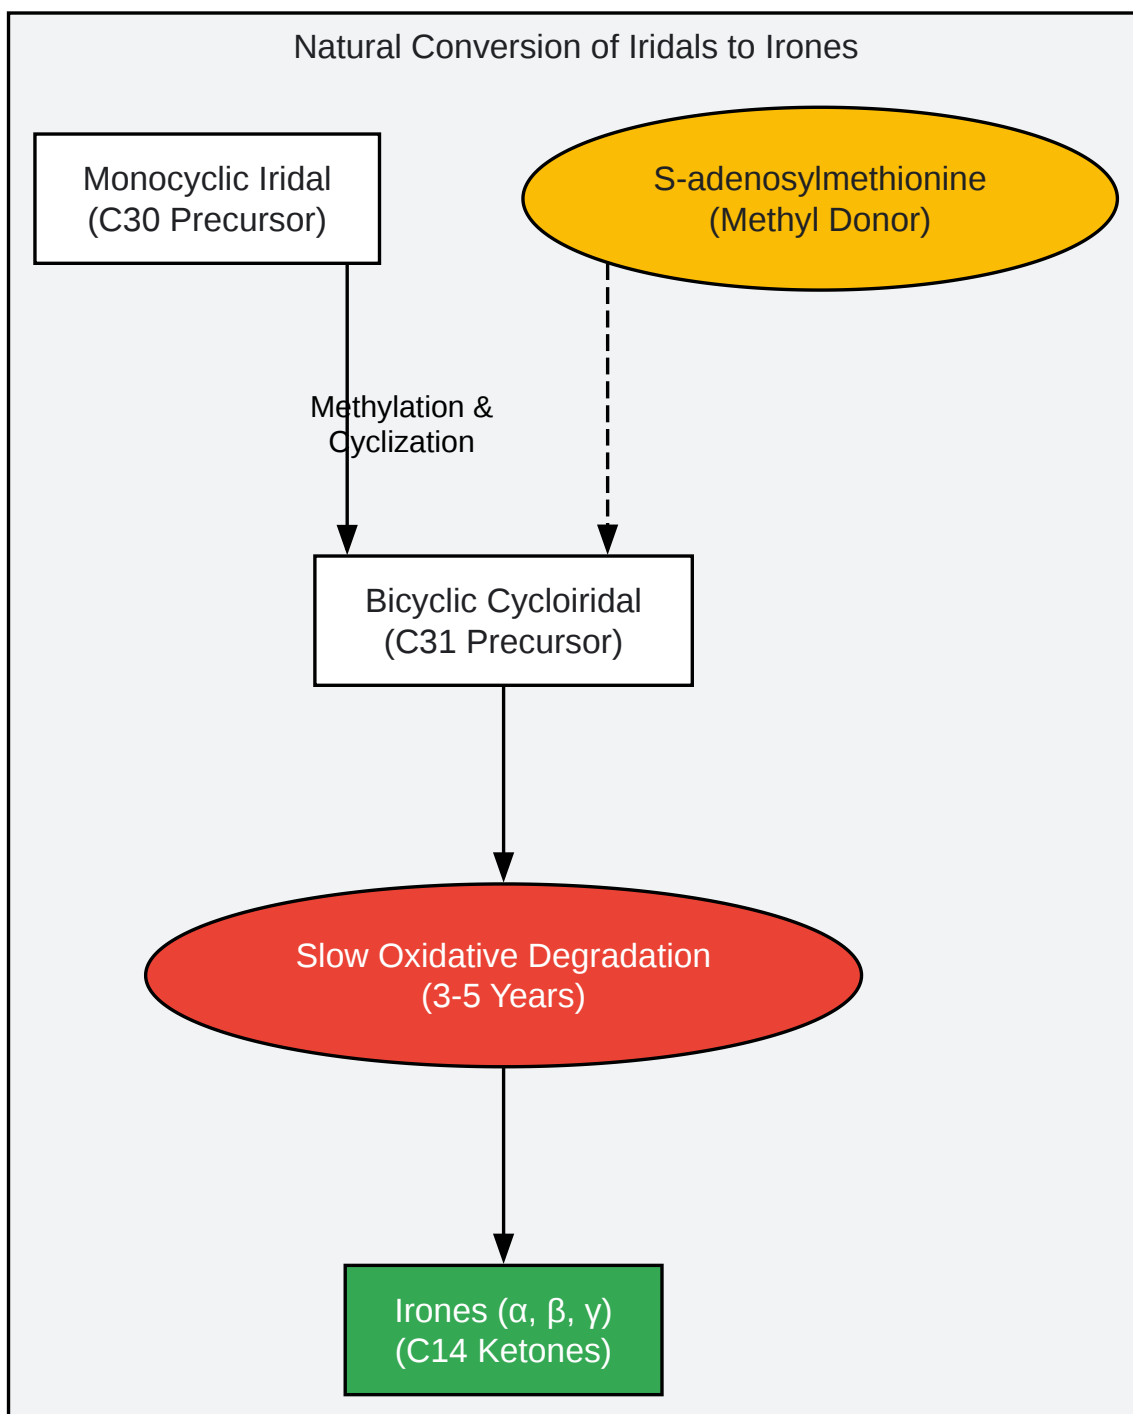 Natural Conversion of Iridals to Irones
Monocyclic Iridal
(C30 Precursor)
S-adenosylmethionine
(Methyl Donor)
Methylation &
Cyclization
Bicyclic Cycloiridal
(C31 Precursor)
Slow Oxidative Degradation
(3-5 Years)
Irones (α, β, γ)
(C14 Ketones)